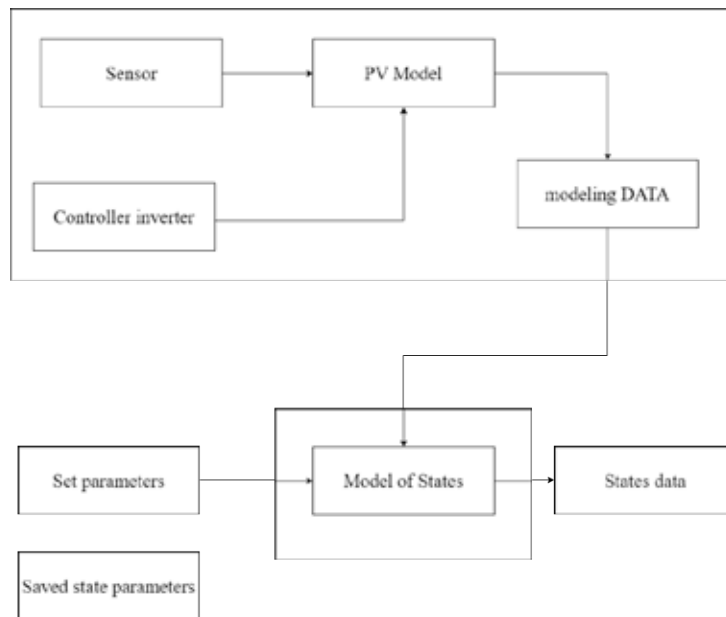 Sensor
PV Model
Controller inverter
modeling DATA
Set parameters
Model of States
States data
Saved state parameters